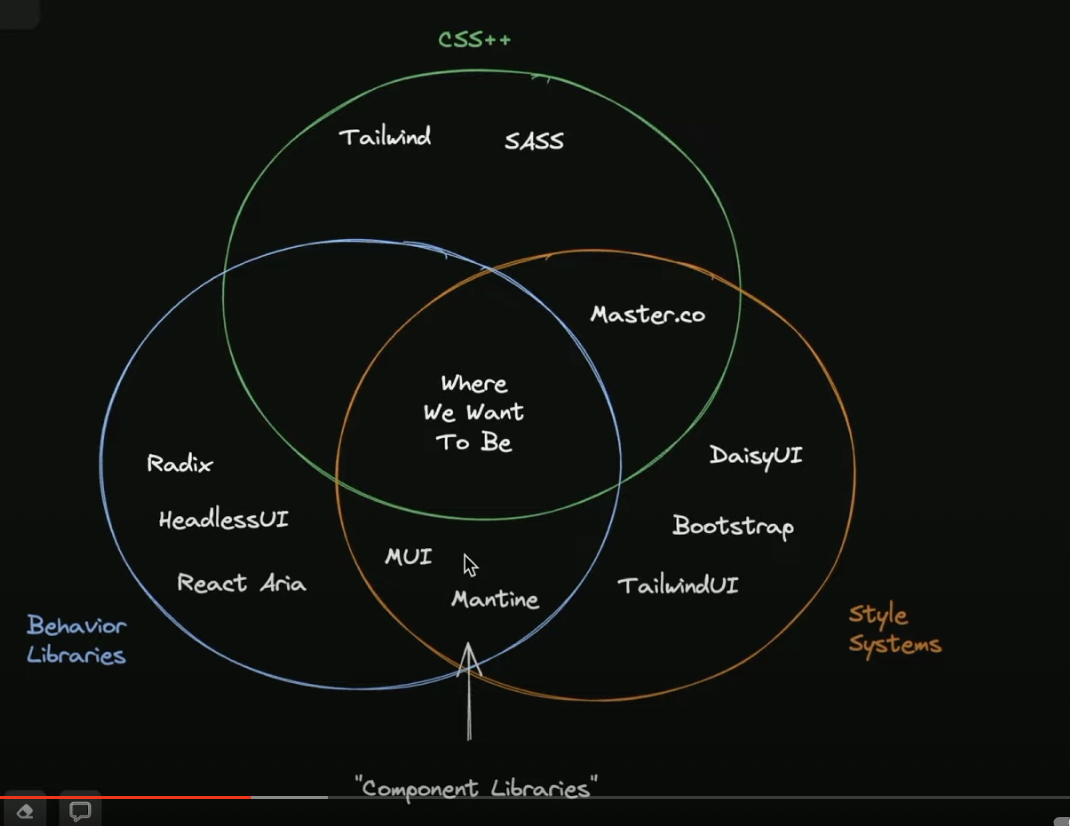 CSS++
Tailwind SASS
Master.co
Where
We Want
To Be
Radix
HeadlessUI
React Aria
DaisyUI
Bootstrap
TailwindUI
MUI
Mantine
Behavior
Libraries
Style
Systems
"Component Libraries"